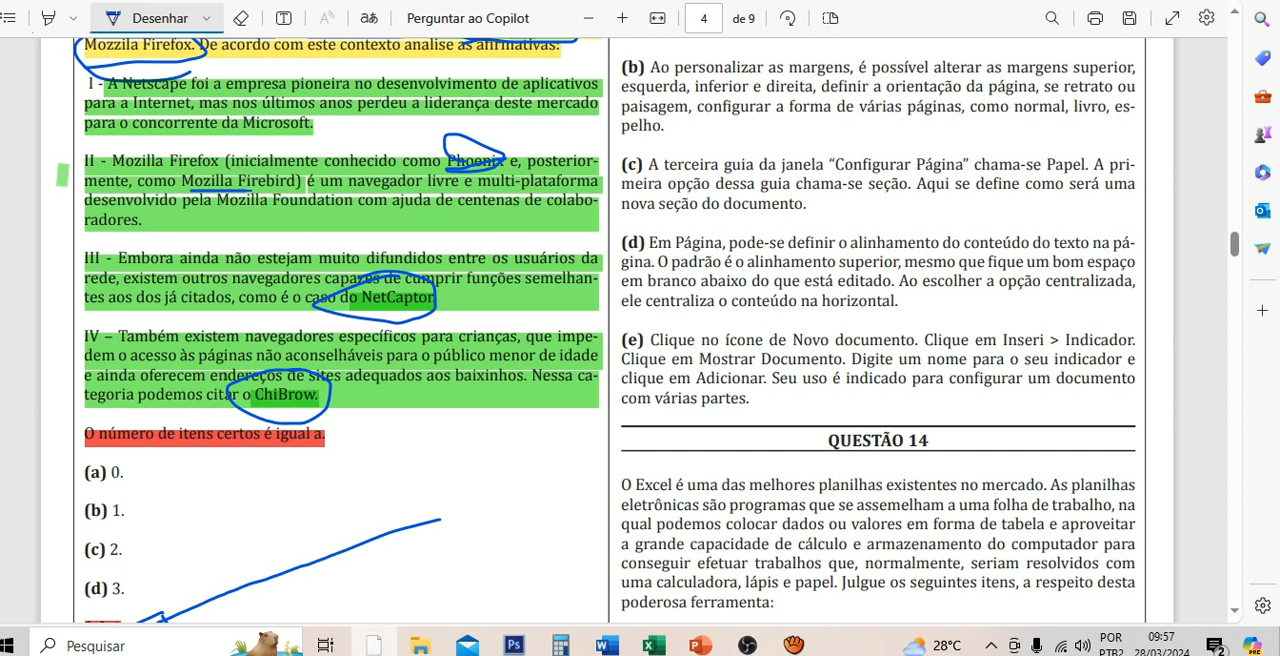 Desenhar
Perguntar ao Copilot
4
de 9
Mozzila Firefox. De acordo com este contexto analise as afirmativas:
I - A Netscape foi a empresa pioneira no desenvolvimento de aplicativos
para a Internet, mas nos últimos anos perdeu a liderança deste mercado
para o concorrente da Microsoft.
II - Mozilla Firefox (inicialmente conhecido como Phoenix e, posterior-
mente, como Mozilla Firebird) é um navegador livre e multi-plataforma
desenvolvido pela Mozilla Foundation com ajuda de centenas de colabo-
radores.
III - Embora ainda não estejam muito difundidos entre os usuários da
rede, existem outros navegadores capazes de cumprir funções semelhan-
tes aos dos já citados, como é o caso do NetCaptor.
IV – Também existem navegadores específicos para crianças, que impe-
dem o acesso às páginas não aconselháveis para o público menor de idade
e ainda oferecem endereços de sites adequados aos baixinhos. Nessa ca-
tegoria podemos citar o ChiBrow.
O número de itens certos é igual a.
(a) 0.
(b) 1.
(c) 2.
(d) 3.
(b) Ao personalizar as margens, é possível alterar as margens superior,
esquerda, inferior e direita, definir a orientação da página, se retrato ou
paisagem, configurar a forma de várias páginas, como normal, livro, es-
pelho.
(c) A terceira guia da janela “Configurar Página” chama-se Papel. A pri-
meira opção dessa guia chama-se seção. Aqui se define como será uma
nova seção do documento.
(d) Em Página, pode-se definir o alinhamento do conteúdo do texto na pá-
gina. O padrão é o alinhamento superior, mesmo que fique um bom espaço
em branco abaixo do que está editado. Ao escolher a opção centralizada,
ele centraliza o conteúdo na horizontal.
(e) Clique no ícone de Novo documento. Clique em Inseri > Indicador.
Clique em Mostrar Documento. Digite um nome para o seu indicador e
clique em Adicionar. Seu uso é indicado para configurar um documento
com várias partes.
QUESTÃO 14
O Excel é uma das melhores planilhas existentes no mercado. As planilhas
eletrônicas são programas que se assemelham a uma folha de trabalho, na
qual podemos colocar dados ou valores em forma de tabela e aproveitar
a grande capacidade de cálculo e armazenamento do computador para
conseguir efetuar trabalhos que, normalmente, seriam resolvidos com
uma calculadora, lápis e papel. Julgue os seguintes itens, a respeito desta
poderosa ferramenta:
Pesquisar
28°C
POR
PTB2
09:57
28/03/2024